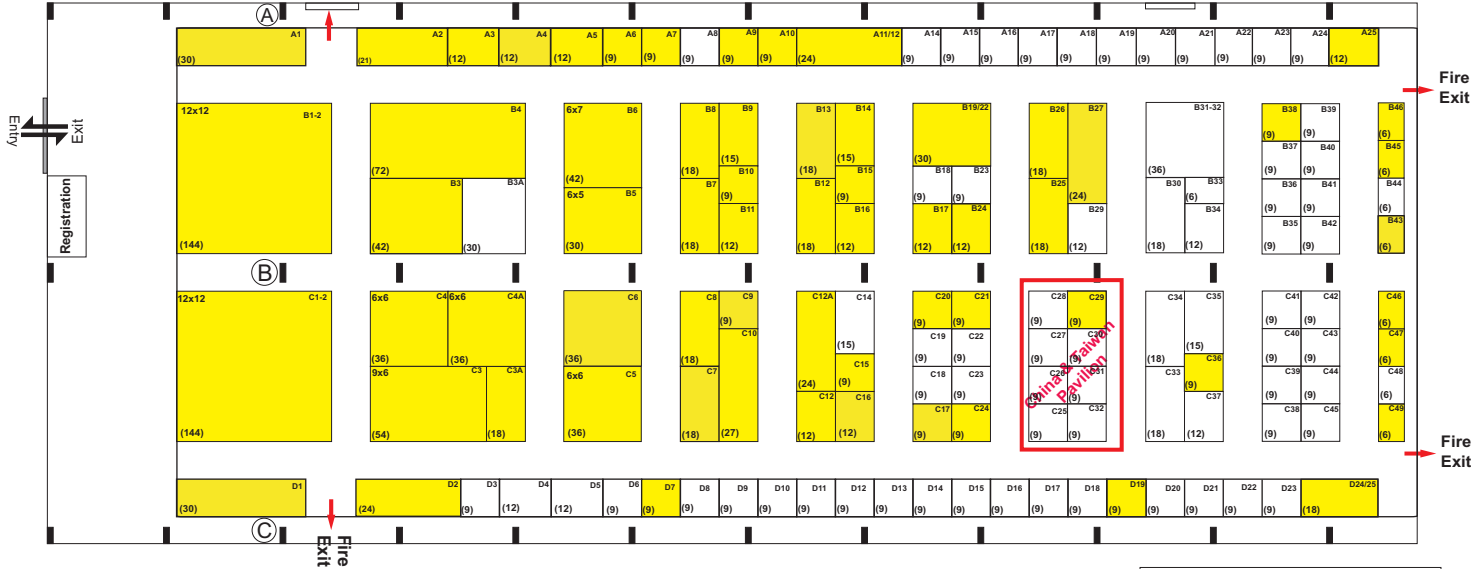 A
A1
(30)
A2
(21)
A3
(12)
A4
(12)
A5
(12)
A6
(9)
A7
(9)
A8
(9)
A9
(9)
A10
(9)
A11/12
(24)
A14
(9)
A15
(9)
A16
(9)
A17
(9)
A18
(9)
A19
(9)
A20
(9)
A21
(9)
A22
(9)
A23
(9)
A24
(9)
A25
(12)
Fire
Exit
Entry
Exit
Registration
12x12
B1-2
(144)
B4
(72)
B3
(42)
B3A
(30)
6x7
B6
(42)
6x5
B5
(30)
B8
(18)
B7
(18)
B9
(15)
B10
(9)
B11
(12)
B13
(18)
B12
(18)
B14
(15)
B15
(9)
B16
(12)
B19/22
(30)
B18
(9)
B23
(9)
B17
(12)
B24
(12)
B26
(18)
B25
(18)
B27
(24)
B29
(12)
B31-32
(36)
B30
(18)
B33
(6)
B34
(12)
B38
(9)
B39
(9)
B37
(9)
B40
(9)
B36
(9)
B41
(9)
B35
(9)
B42
(9)
B46
(6)
B45
(6)
B44
(6)
B43
(6)
B
12x12
C1-2
(144)
6x6
C4
(36)
6x6
C4A
(36)
9x6
C3
(54)
C3A
(18)
C6
(36)
6x6
C5
(36)
C8
(18)
C7
(18)
C9
(9)
C10
(27)
C12A
(24)
C12
(12)
C14
(15)
C15
(9)
C16
(12)
C20
(9)
C21
(9)
C19
(9)
C22
(9)
C18
(9)
C23
(9)
C17
(9)
C24
(9)
C28
(9)
C29
(9)
C27
(9)
C30
(9)
C26
(9)
C31
(9)
C25
(9)
C32
(9)
China & Taiwan
Pavilion
C34
(18)
C33
(18)
C35
(15)
C36
(9)
C37
(12)
C41
(9)
C42
(9)
C40
(9)
C43
(9)
C39
(9)
C44
(9)
C38
(9)
C45
(9)
C46
(6)
C47
(6)
C48
(6)
C49
(6)
Fire
Exit
D1
(30)
D2
(24)
D3
(9)
D4
(12)
D5
(12)
D6
(9)
D7
(9)
D8
(9)
D9
(9)
D10
(9)
D11
(9)
D12
(9)
D13
(9)
D14
(9)
D15
(9)
D16
(9)
D17
(9)
D18
(9)
D19
(9)
D20
(9)
D21
(9)
D22
(9)
D23
(9)
D24/25
(18)
C
Fire
Exit